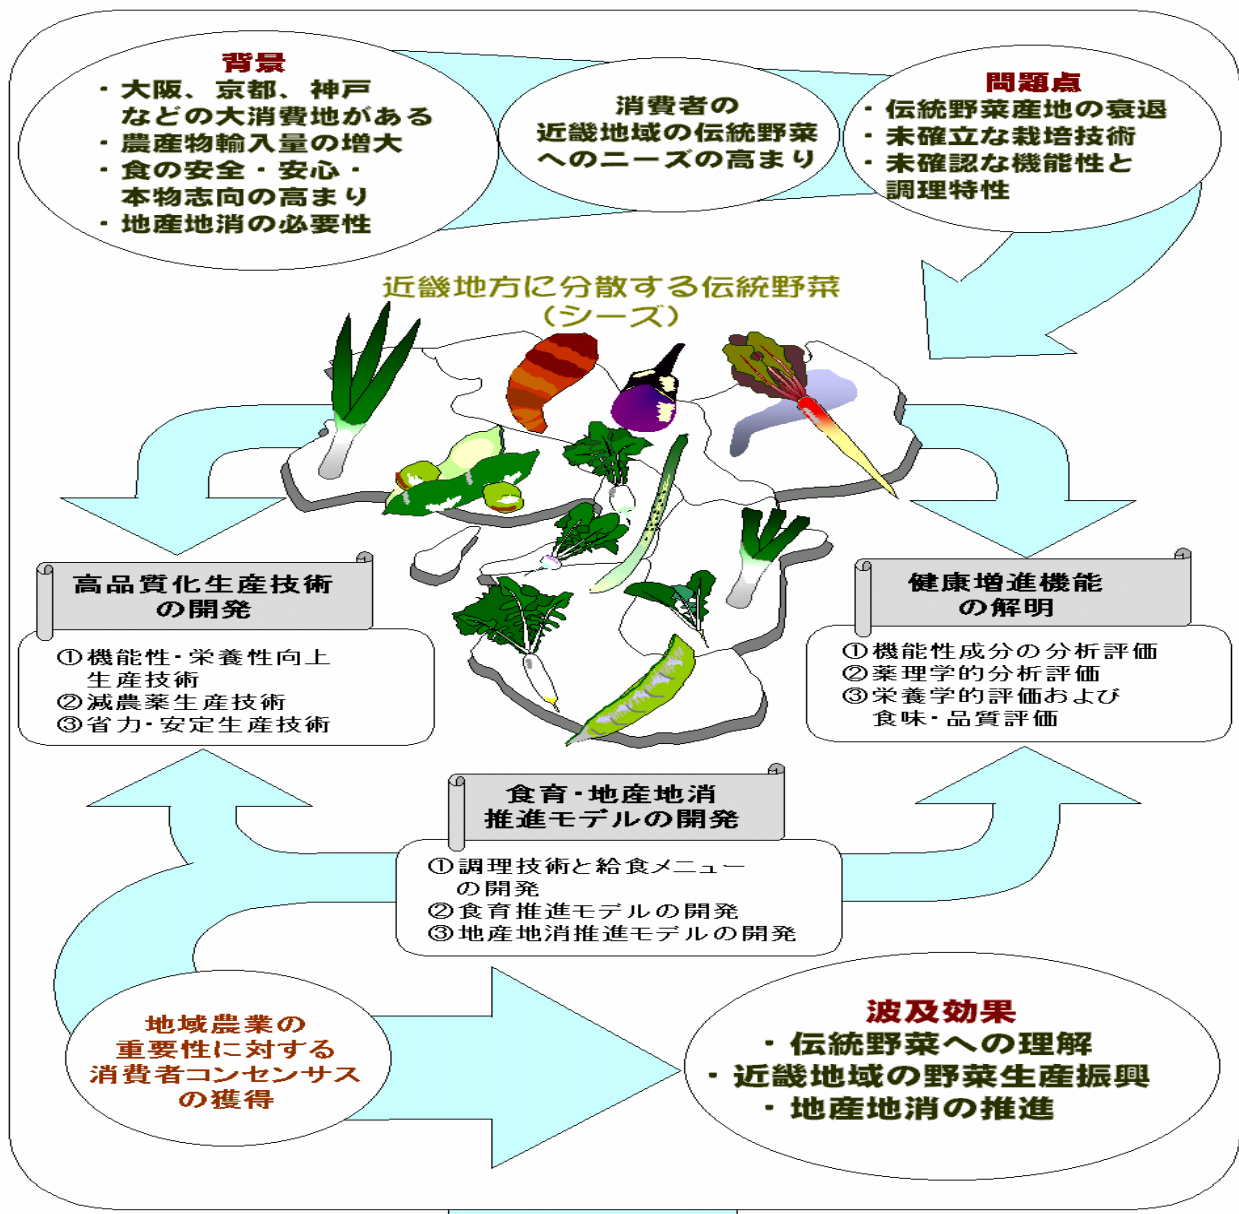 背景
・大阪、京都、神戸
などの大消費地がある
・農産物輸入量の増大
・食の安全・安心・
本物志向の高まり
・地産地消の必要性
消費者の
近畿地域の伝統野菜
へのニーズの高まり
問題点
・伝統野菜産地の衰退
・未確立な栽培技術
・未確認な機能性と
調理特性
近畿地方に分散する伝統野菜
(シーズ)
高品質化生産技術
の開発
①機能性・栄養性向上
生産技術
②減農薬生産技術
③省力・安定生産技術
健康増進機能
の解明
①機能性成分の分析評価
②薬理学的分析評価
③栄養学的評価および
食味・品質評価
食育・地産地消
推進モデルの開発
①調理技術と給食メニュー
の開発
②食育推進モデルの開発
③地産地消推進モデルの開発
地域農業の
重要性に対する
消費者コンセンサス
の獲得
波及効果
・伝統野菜への理解
・近畿地域の野菜生産振興
・地産地消の推進